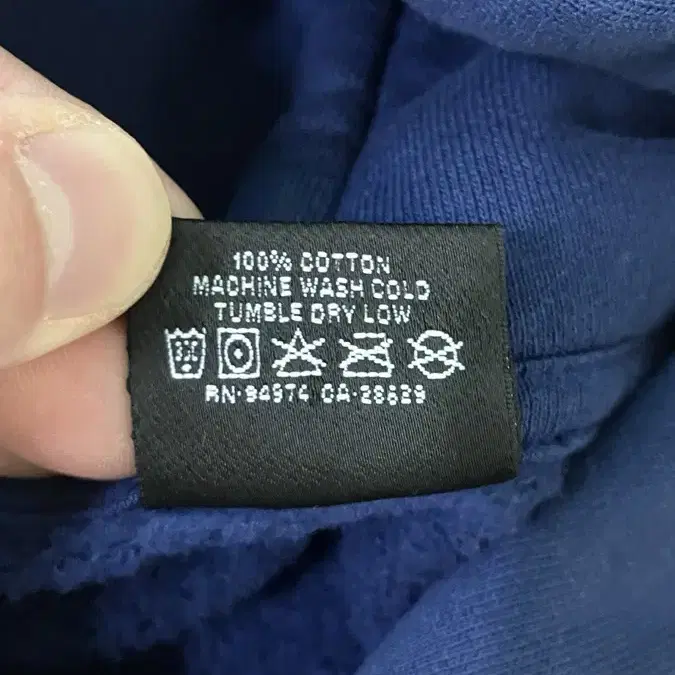 100% COTTON
MACHINE WASH COLD
TUMBLE DRY LOW
RN-94974 CA-28629